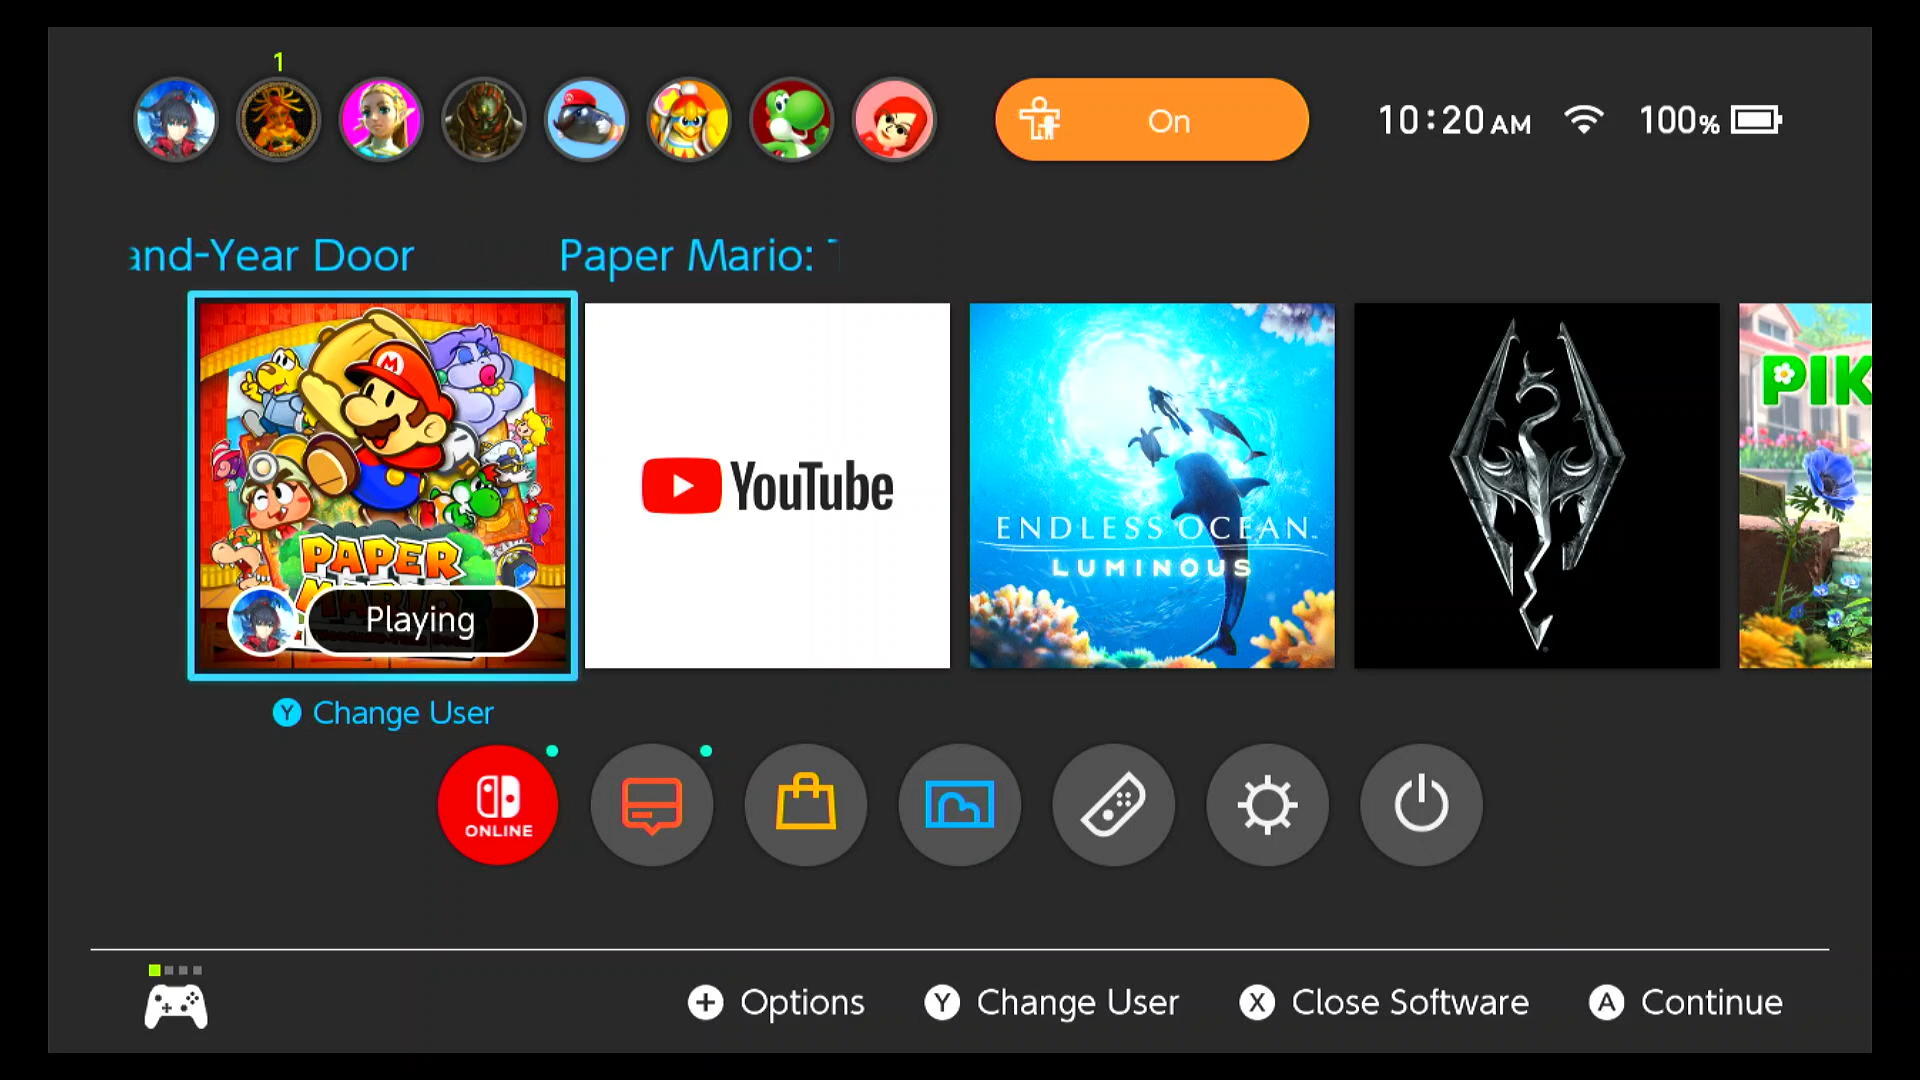 1
On
10:20 AM
100%
and-Year Door Paper Mario:
PAPER
MARIO
Playing
YouTube
ENDLESS OCEAN
LUMINOUS
PIK
Y Change User
ONLINE
+ Options
Y Change User
X Close Software
A Continue